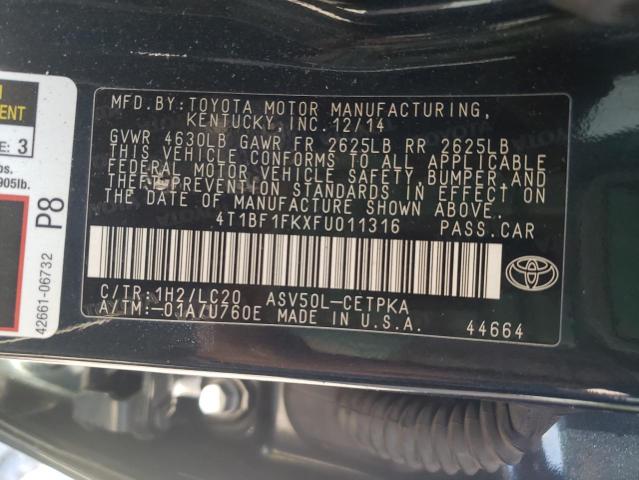 MFD.BY:TOYOTA MOTOR MANUFACTURING,
KENTUCKY,INC.12/14
GVWR 4630LB GAWR FR 2625LB RR 2625LB
THIS VEHICLE CONFORMS TO ALL APPLICABLE
FEDERAL MOTOR VEHICLE SAFETY,BUMPER,AND
THEFT PREVENTION STANDARDS IN EFFECT ON
THE DATE OF MANUFACTURE SHOWN ABOVE.
4T1BF1FKXFU011316 PASS.CAR
C/TR:1H2/LC20 ASV50L-CETPKA
A/TM:-01A/U760E MADE IN U.S.A.
44664
E: 3
905lb.
P8
42661-06732